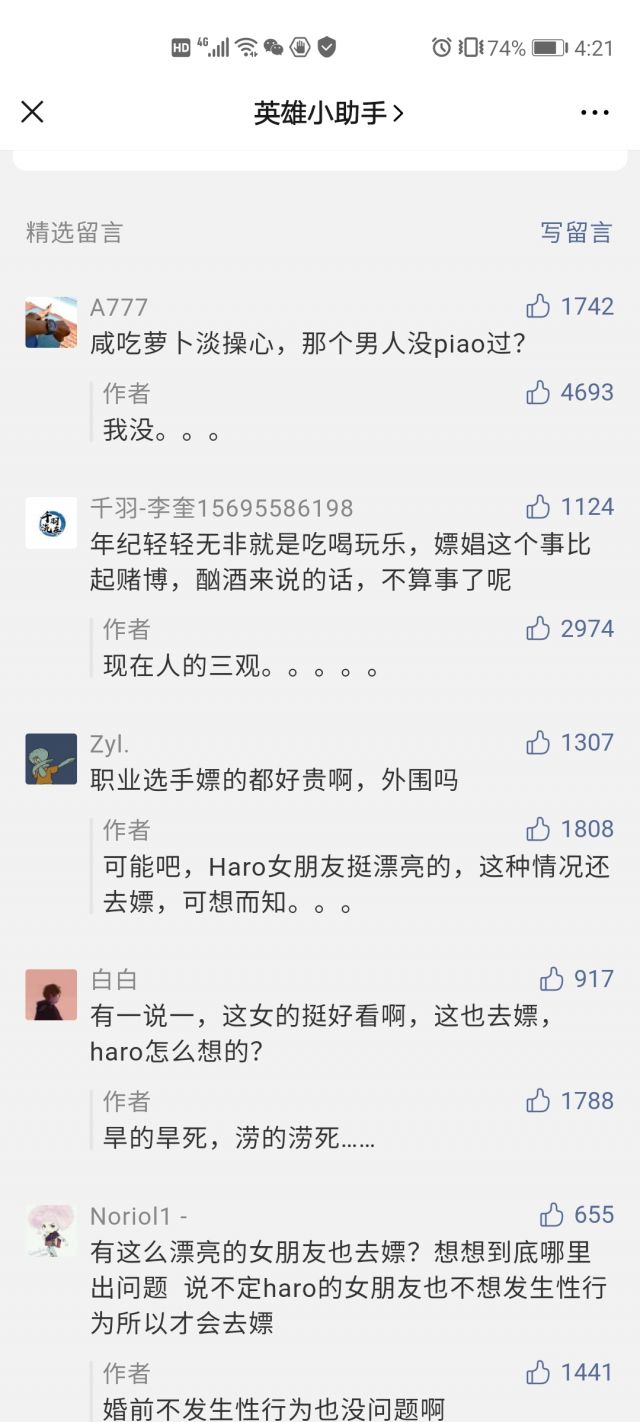 HD 4G 74% 4:21
英雄小助手
精选留言 写留言
A777 1742
咸吃萝卜淡操心，那个男人没piao过？
作者 4693
我没。。。
千羽-李奎15695586198 1124
年纪轻轻无非就是吃喝玩乐，嫖娼这个事比
起赌博，酗酒来说的话，不算事了呢
作者 2974
现在人的三观。。。。。
Zyl. 1307
职业选手嫖的都好贵啊，外围吗
作者 1808
可能吧，Haro女朋友挺漂亮的，这种情况还
去嫖，可想而知。。。
白白 917
有一说一，这女的挺好看啊，这也去嫖，
haro怎么想的？
作者 1788
旱的旱死，涝的涝死……
Noriol1 - 655
有这么漂亮的女朋友也去嫖？想想到底哪里
出问题 说不定haro的女朋友也不想发生性行
为所以才会去嫖
作者 1441
婚前不发生性行为也没问题啊